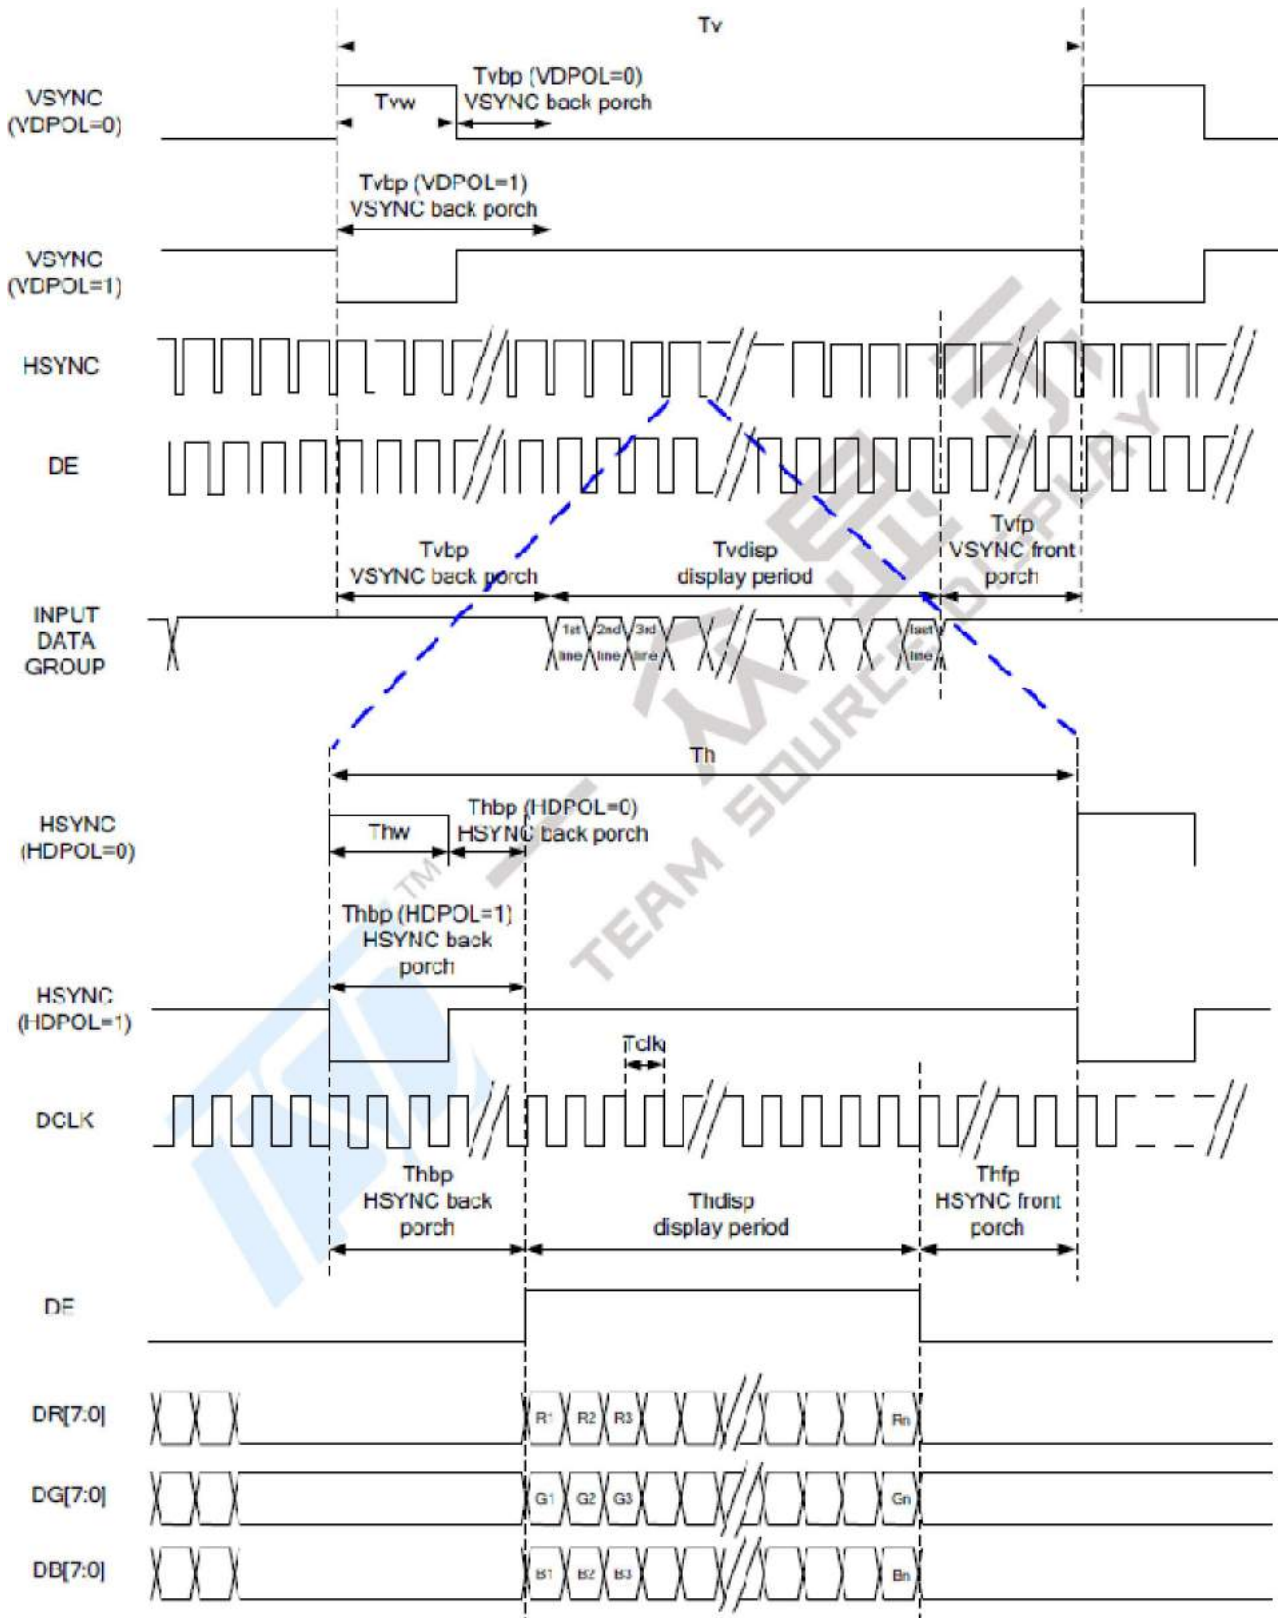 Tv
Tvbp (VDPOL=0)
VSYNC back porch
Tvw
VSYNC
(VDPOL=0)
Tvbp (VDPOL=1)
VSYNC back porch
VSYNC
(VDPOL=1)
HSYNC
DE
Tvbp
VSYNC back porch
Tvdisp
display period
Tvfp
VSYNC front
porch
INPUT
DATA
GROUP
1st
line
2nd
line
3rd
line
last
line
Th
HSYNC
(HDPOL=0)
Thw
Thbp (HDPOL=0)
HSYNC back porch
Thbp (HDPOL=1)
HSYNC back
porch
HSYNC
(HDPOL=1)
Tclk
DCLK
Thbp
HSYNC back
porch
Thdisp
display period
Thfp
HSYNC front
porch
DE
DR[7:0]
R1 R2 R3 Rn
DG[7:0]
G1 G2 G3 Gn
DB[7:0]
B1 B2 B3 Bn
TM
一众显示
TEAM SOURCE DISPLAY